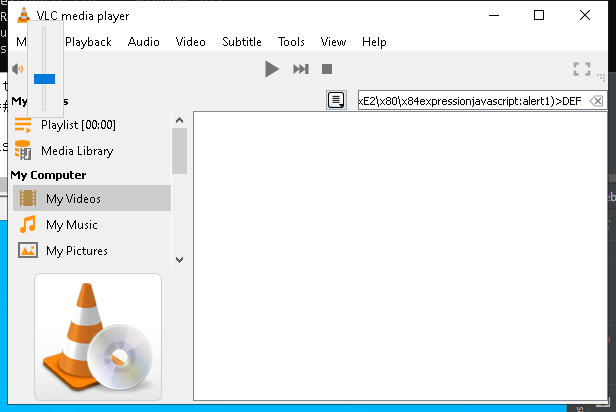 VLC media player
Playback Audio Video Subtitle Tools View Help
xE2\x80\x84expressionjavascript:alert1)>DEF
Playlist [00:00]
Media Library
My Computer
My Videos
My Music
My Pictures